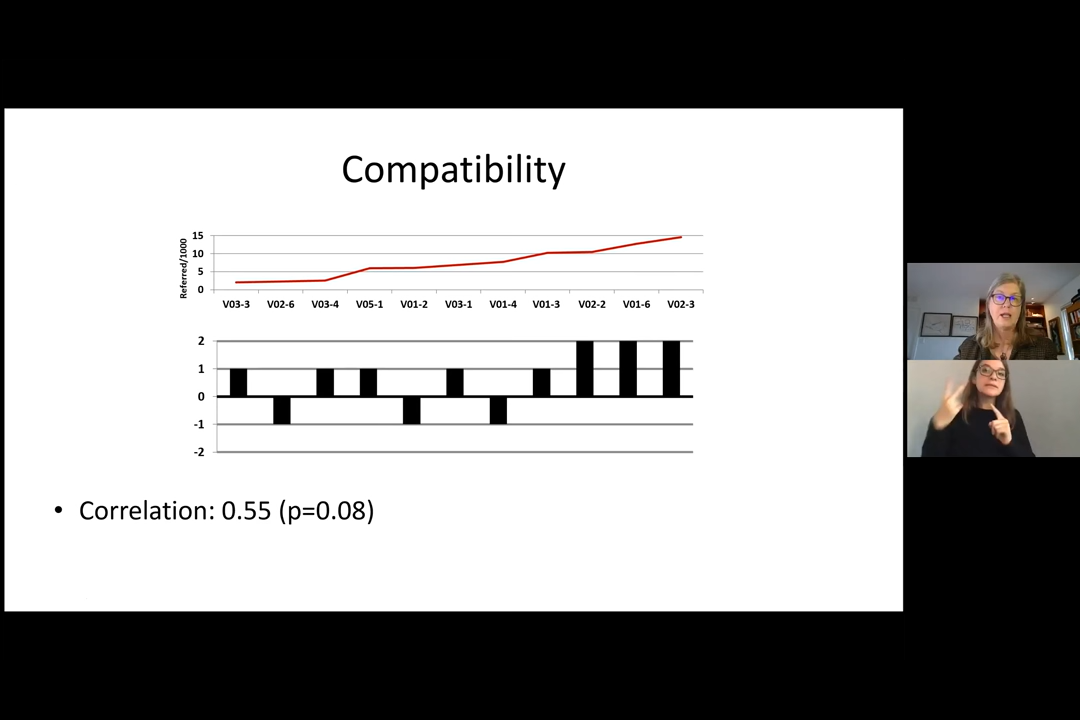 Compatibility
Referred/1000
15
10
5
0
V03-3 V02-6 V03-4 V05-1 V01-2 V03-1 V01-4 V01-3 V02-2 V01-6 V02-3
2
1
0
-1
-2
• Correlation: 0.55 (p=0.08)